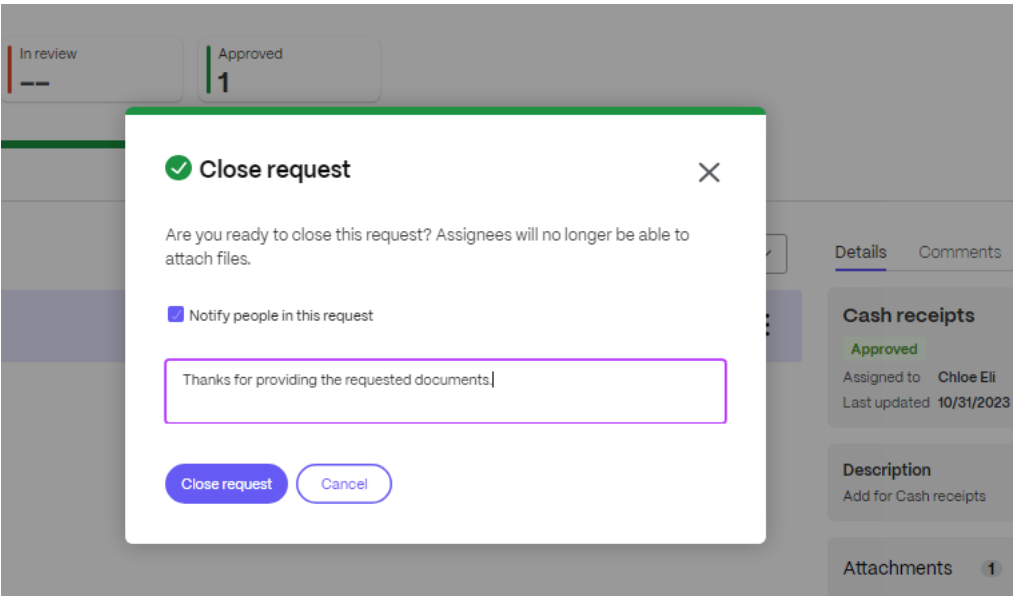 In review
--
Approved
1
Close request
Are you ready to close this request? Assignees will no longer be able to
attach files.
Notify people in this request
Thanks for providing the requested documents.
Close request
Cancel
Details
Comments
Cash receipts
Approved
Assigned to Chloe Eli
Last updated 10/31/2023
Description
Add for Cash receipts
Attachments 1